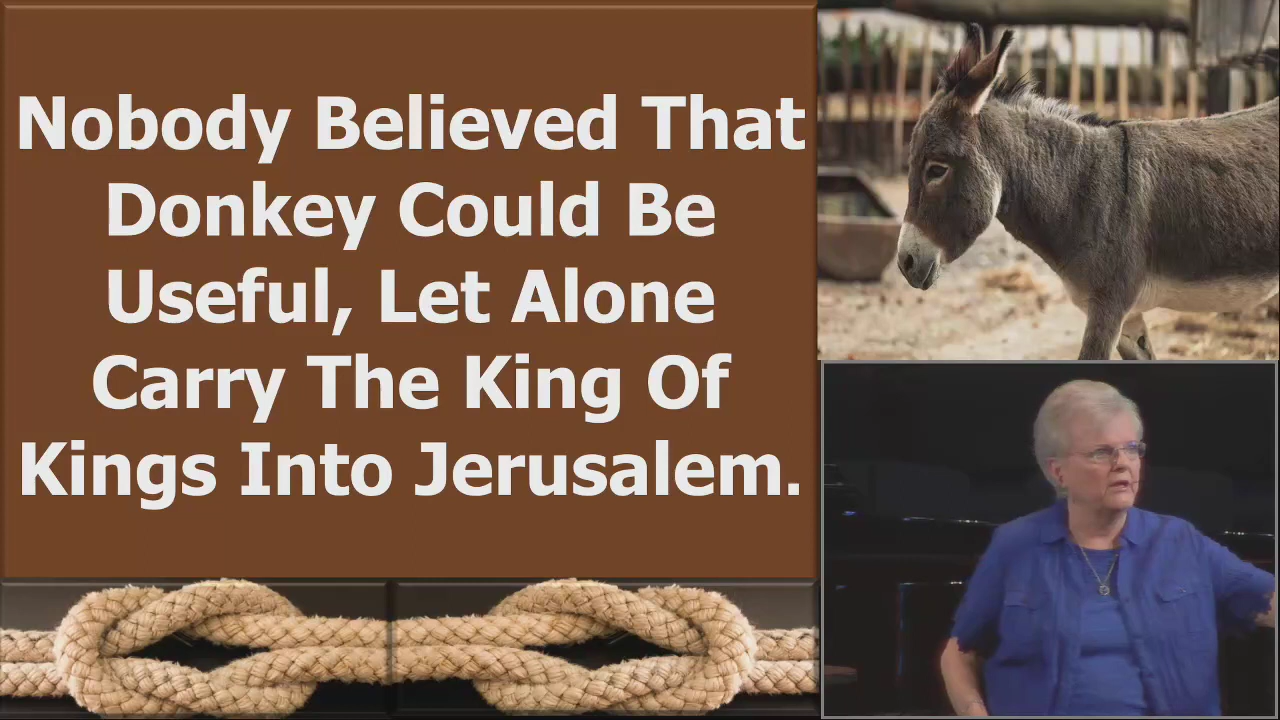 Nobody Believed That
Donkey Could Be
Useful, Let Alone
Carry The King Of
Kings Into Jerusalem.